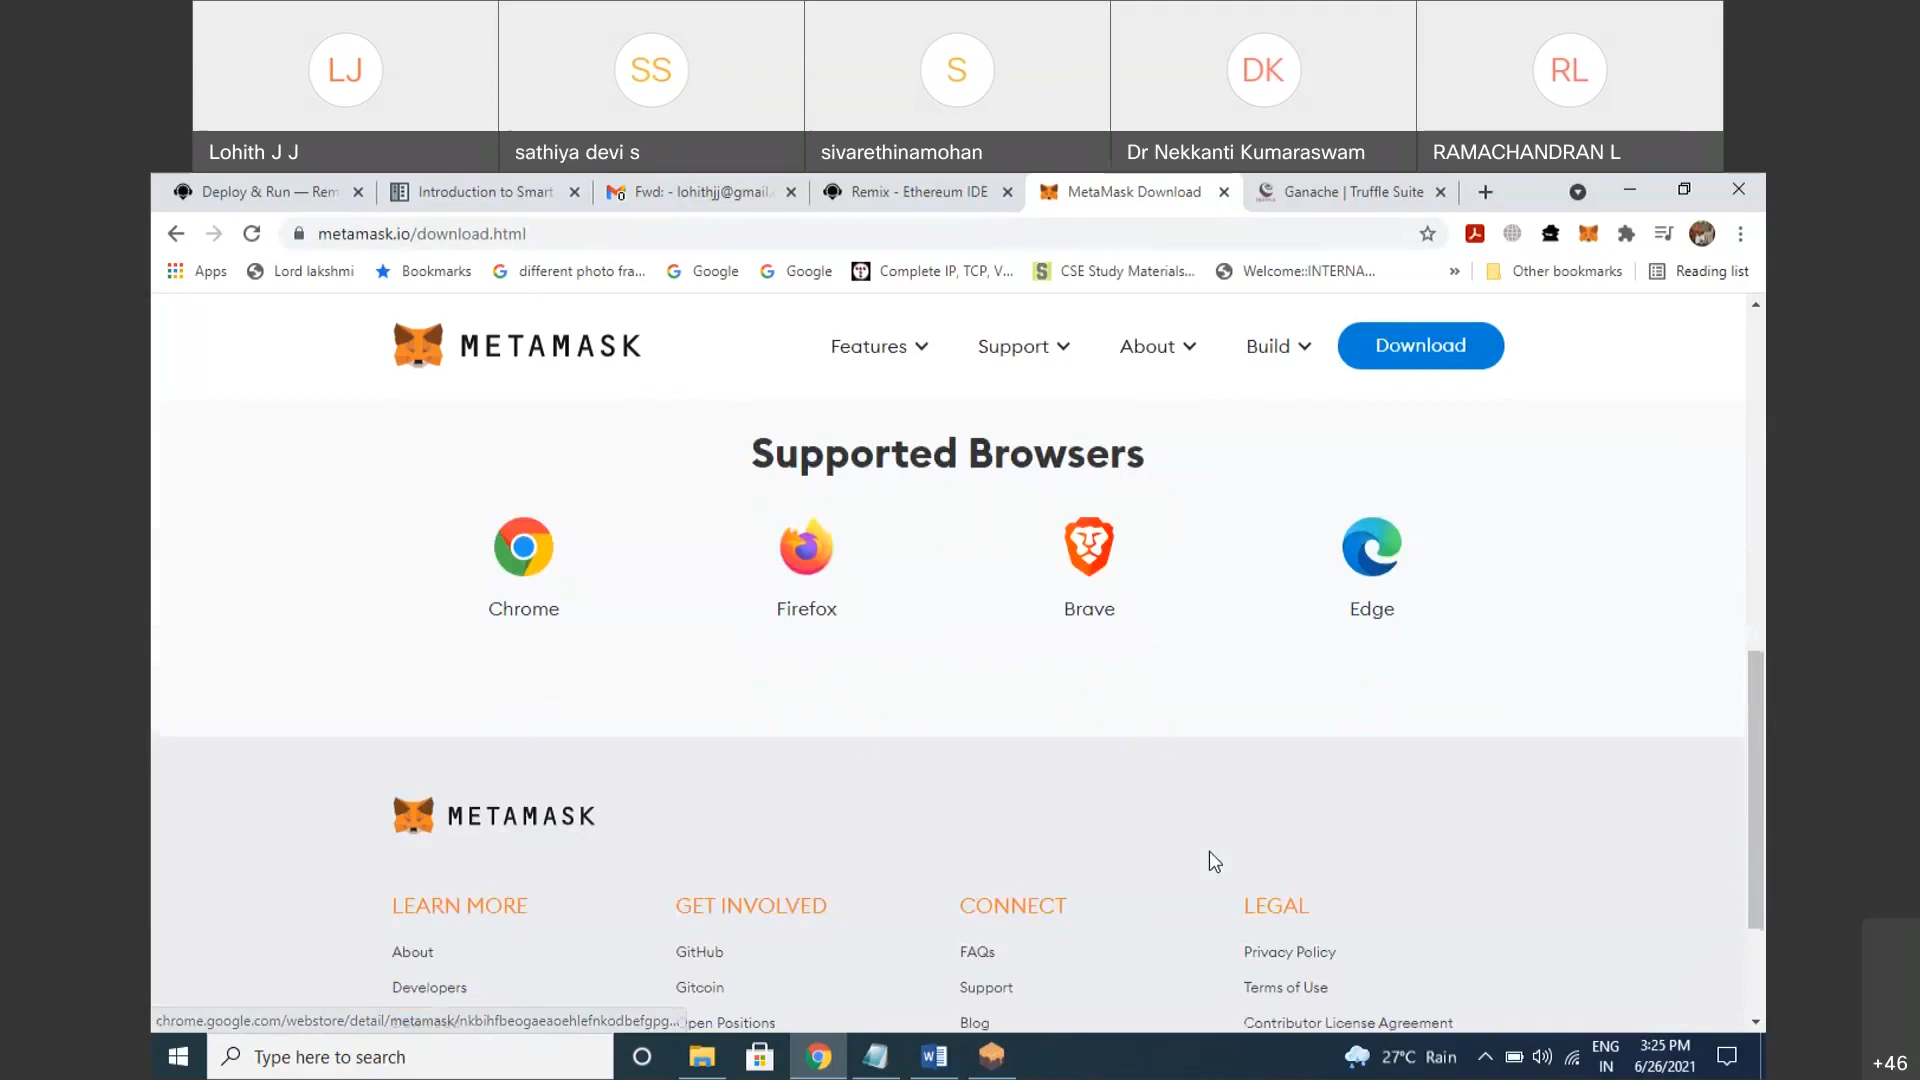 LJ
SS
S
DK
RL
Lohith J J
sathiya devi s
sivarethinamohan
Dr Nekkanti Kumaraswam
RAMACHANDRAN L
Deploy & Run — Rem
Introduction to Smart
Fwd: - lohithjj@gmail.
Remix - Ethereum IDE
MetaMask Download
Ganache | Truffle Suite
metamask.io/download.html
Apps
Lord lakshmi
Bookmarks
different photo fra...
Google
Google
Complete IP, TCP, V...
CSE Study Materials...
Welcome::INTERNA...
»
Other bookmarks
Reading list
METAMASK
Features
Support
About
Build
Download
Supported Browsers
Chrome
Firefox
Brave
Edge
METAMASK
LEARN MORE
GET INVOLVED
CONNECT
LEGAL
About
GitHub
FAQs
Privacy Policy
Developers
Gitcoin
Support
Terms of Use
pen Positions
Blog
Contributor License Agreement
chrome.google.com/webstore/detail/metamask/nkbihfbeogaeaoehlefnkodbefgpg...
Type here to search
27°C Rain
ENG
IN
3:25 PM
6/26/2021
+46